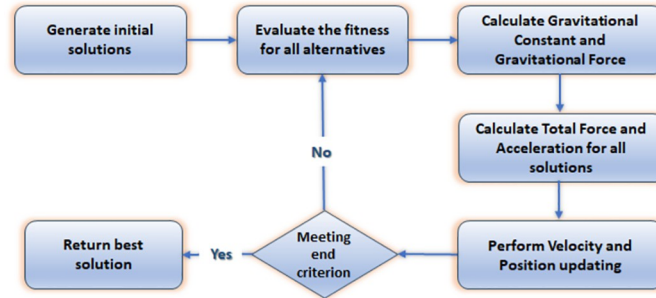 Generate initial
solutions
Evaluate the fitness
for all alternatives
Calculate Gravitational
Constant and
Gravitational Force
Calculate Total Force and
Acceleration for all
solutions
Perform Velocity and
Position updating
Meeting
end
criterion
No
Yes
Return best
solution